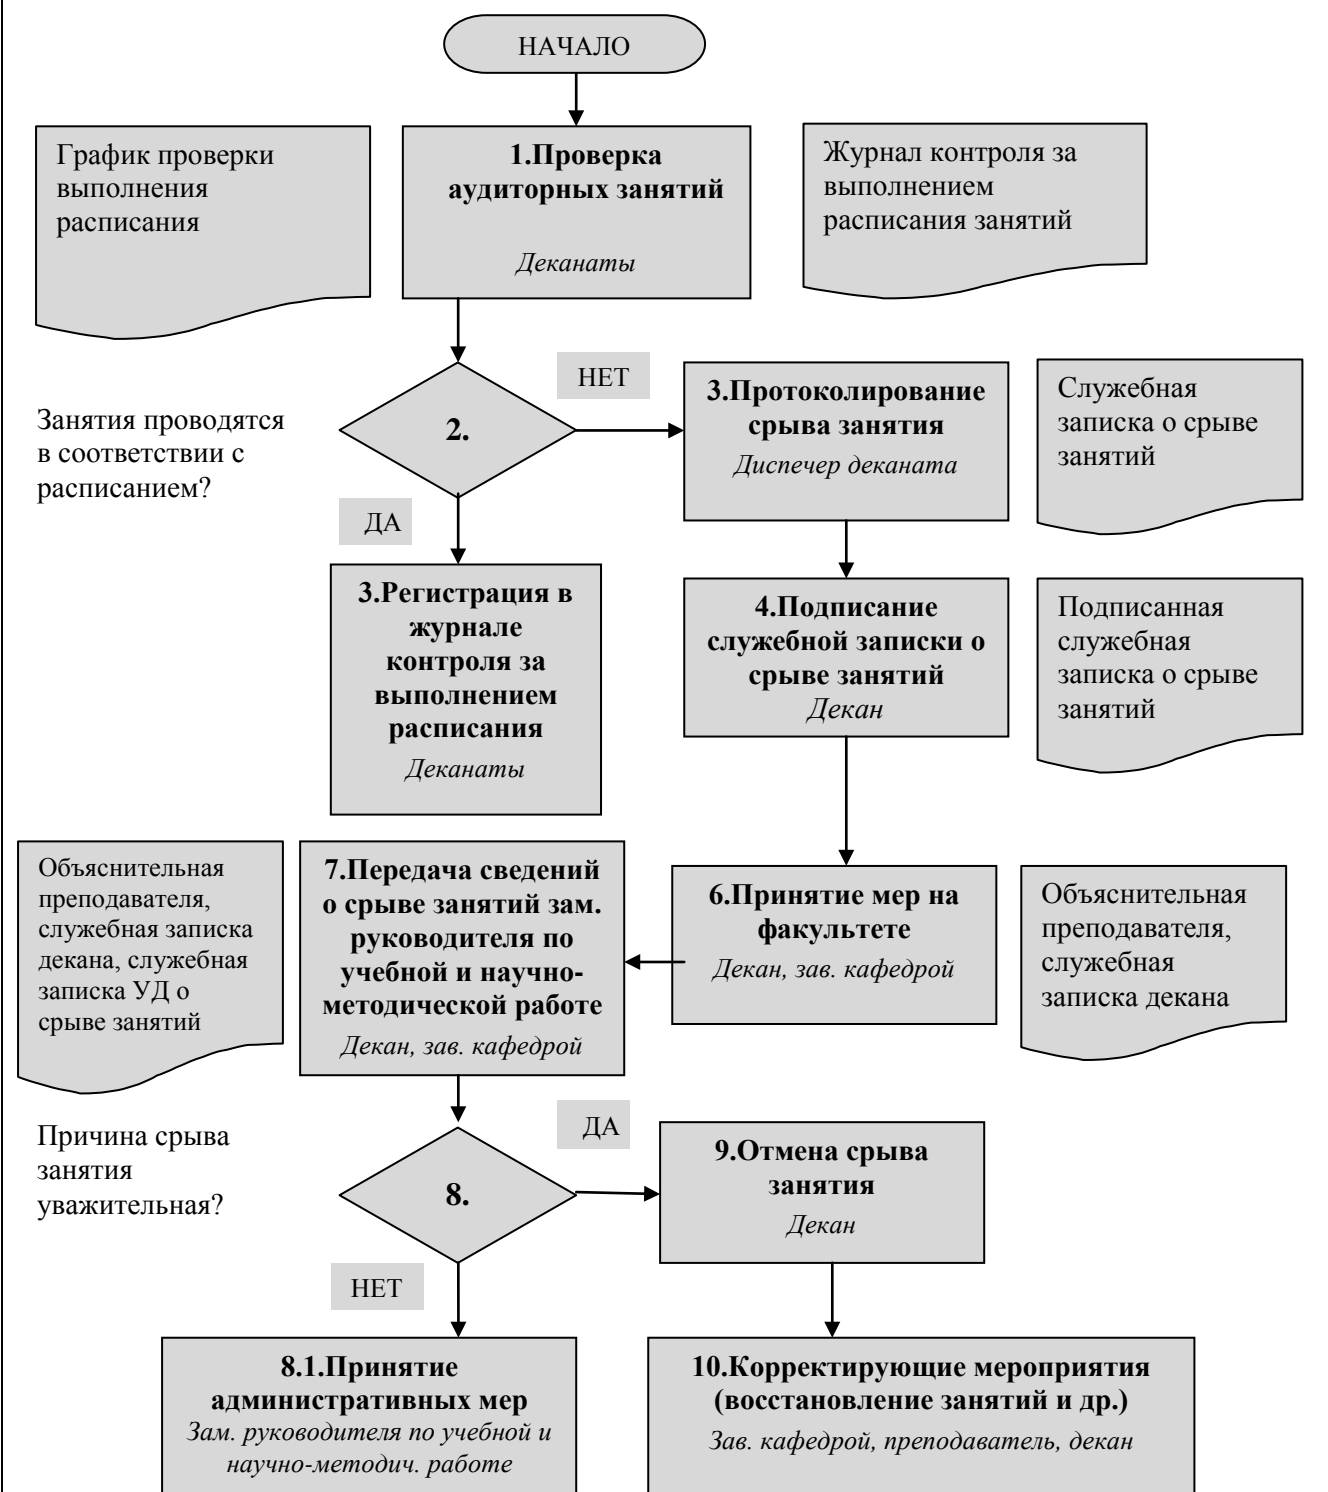 НАЧАЛО
График проверки
выполнения
расписания
1.Проверка
аудиторных занятий
Деканаты
Журнал контроля за
выполнением
расписания занятий
Занятия проводятся
в соответствии с
расписанием?
2.
НЕТ
3.Протоколирование
срыва занятия
Диспечер деканата
Служебная
записка о срыве
занятий
ДА
3.Регистрация в
журнале
контроля за
выполнением
расписания
Деканаты
4.Подписание
служебной записки о
срыве занятий
Декан
Подписанная
служебная
записка о срыве
занятий
Объяснительная
преподавателя,
служебная записка
декана, служебная
записка УД о
срыве занятий
7.Передача сведений
о срыве занятий зам.
руководителя по
учебной и научно-
методической работе
Декан, зав. кафедрой
6.Принятие мер на
факультете
Декан, зав. кафедрой
Объяснительная
преподавателя,
служебная
записка декана
Причина срыва
занятия
уважительная?
8.
ДА
9.Отмена срыва
занятия
Декан
НЕТ
8.1.Принятие
административных мер
Зам. руководителя по учебной и
научно-методич. работе
10.Корректирующие мероприятия
(восстановление занятий и др.)
Зав. кафедрой, преподаватель, декан